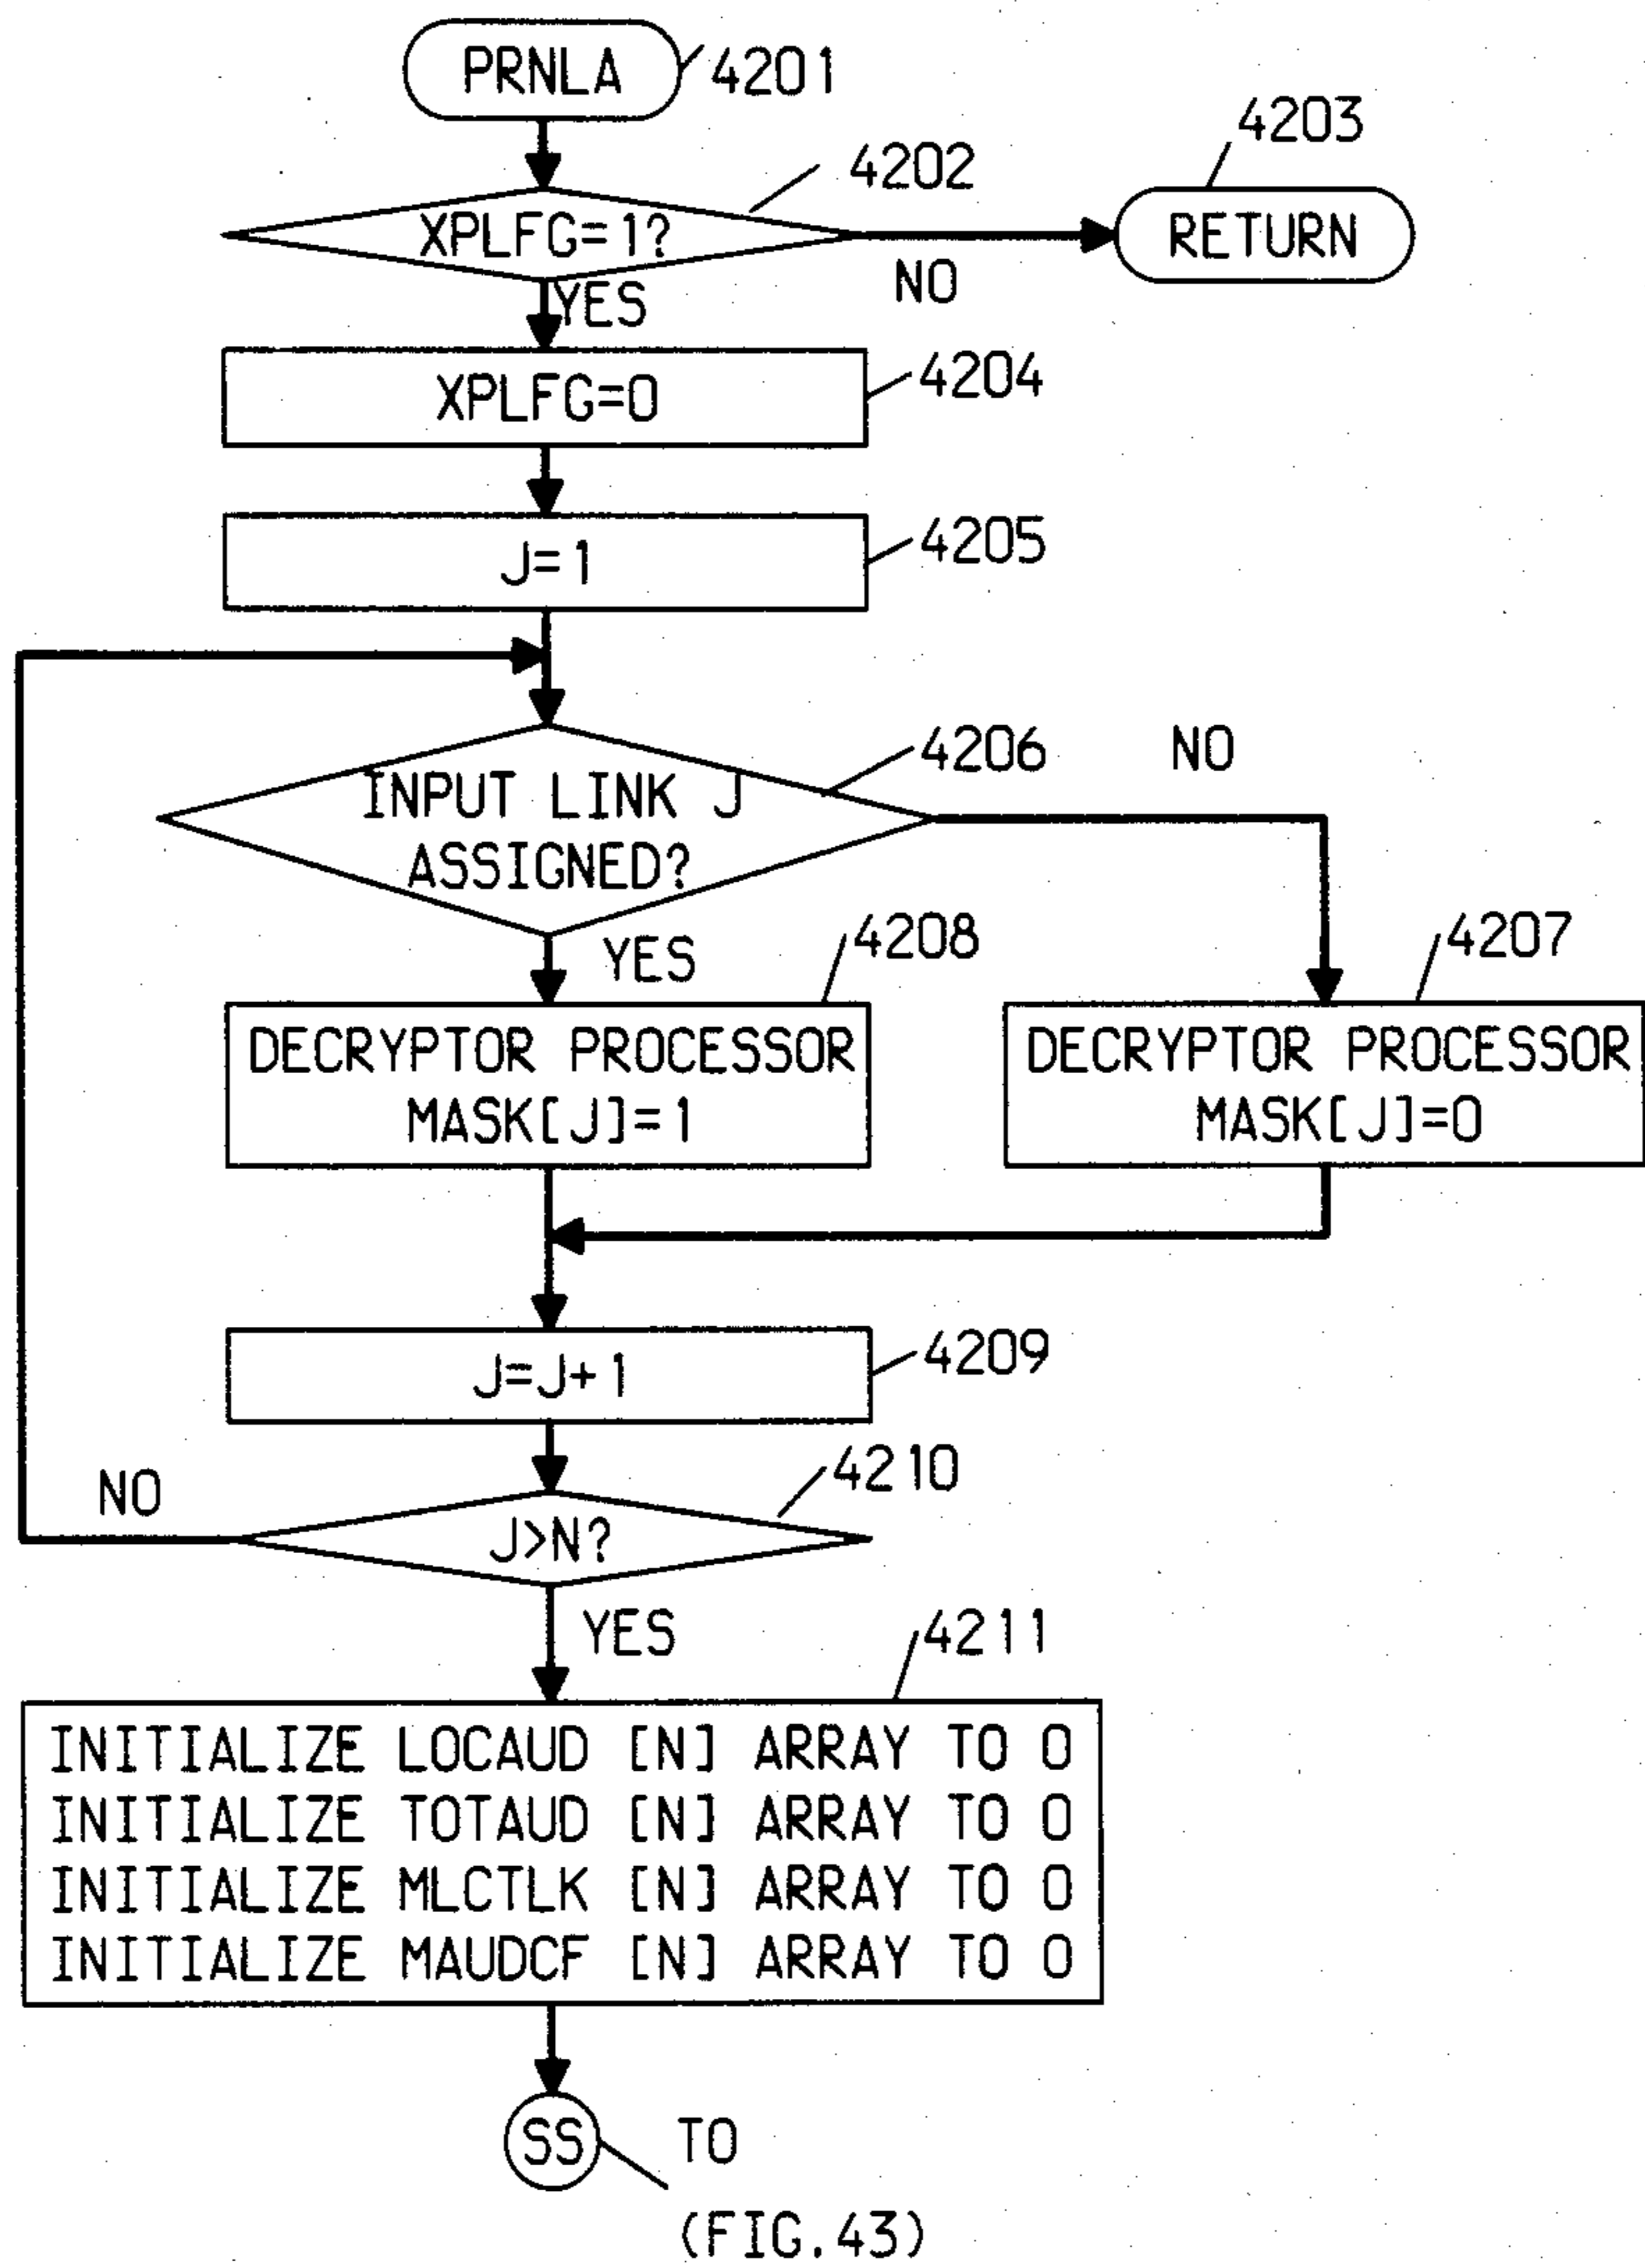 PRNLA
4201
4202
4203
XPLFG=1?
RETURN
NO
YES
XPLFG=0
4204
J=1
4205
4206
NO
INPUT LINK J
ASSIGNED?
YES
4208
4207
DECRYPTOR PROCESSOR
MASK[J]=1
DECRYPTOR PROCESSOR
MASK[J]=0
J=J+1
4209
4210
NO
J>N?
YES
4211
INITIALIZE LOCAUD [N] ARRAY TO 0
INITIALIZE TOTAUD [N] ARRAY TO 0
INITIALIZE MLCTLK [N] ARRAY TO 0
INITIALIZE MAUDCF [N] ARRAY TO 0
SS
TO
(FIG.43)